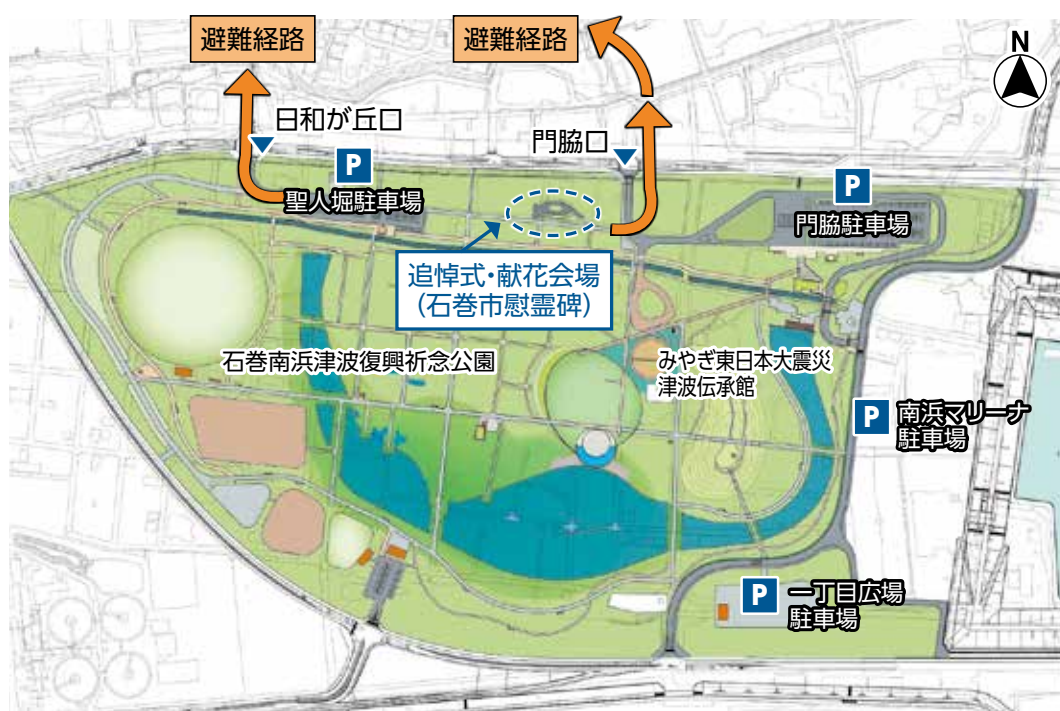 避難経路
避難経路
N
日和が丘口
門脇口
P
聖人堀駐車場
P
門脇駐車場
追悼式・献花会場
(石巻市慰霊碑)
石巻南浜津波復興祈念公園
みやぎ東日本大震災
津波伝承館
P
南浜マリーナ
駐車場
P
一丁目広場
駐車場